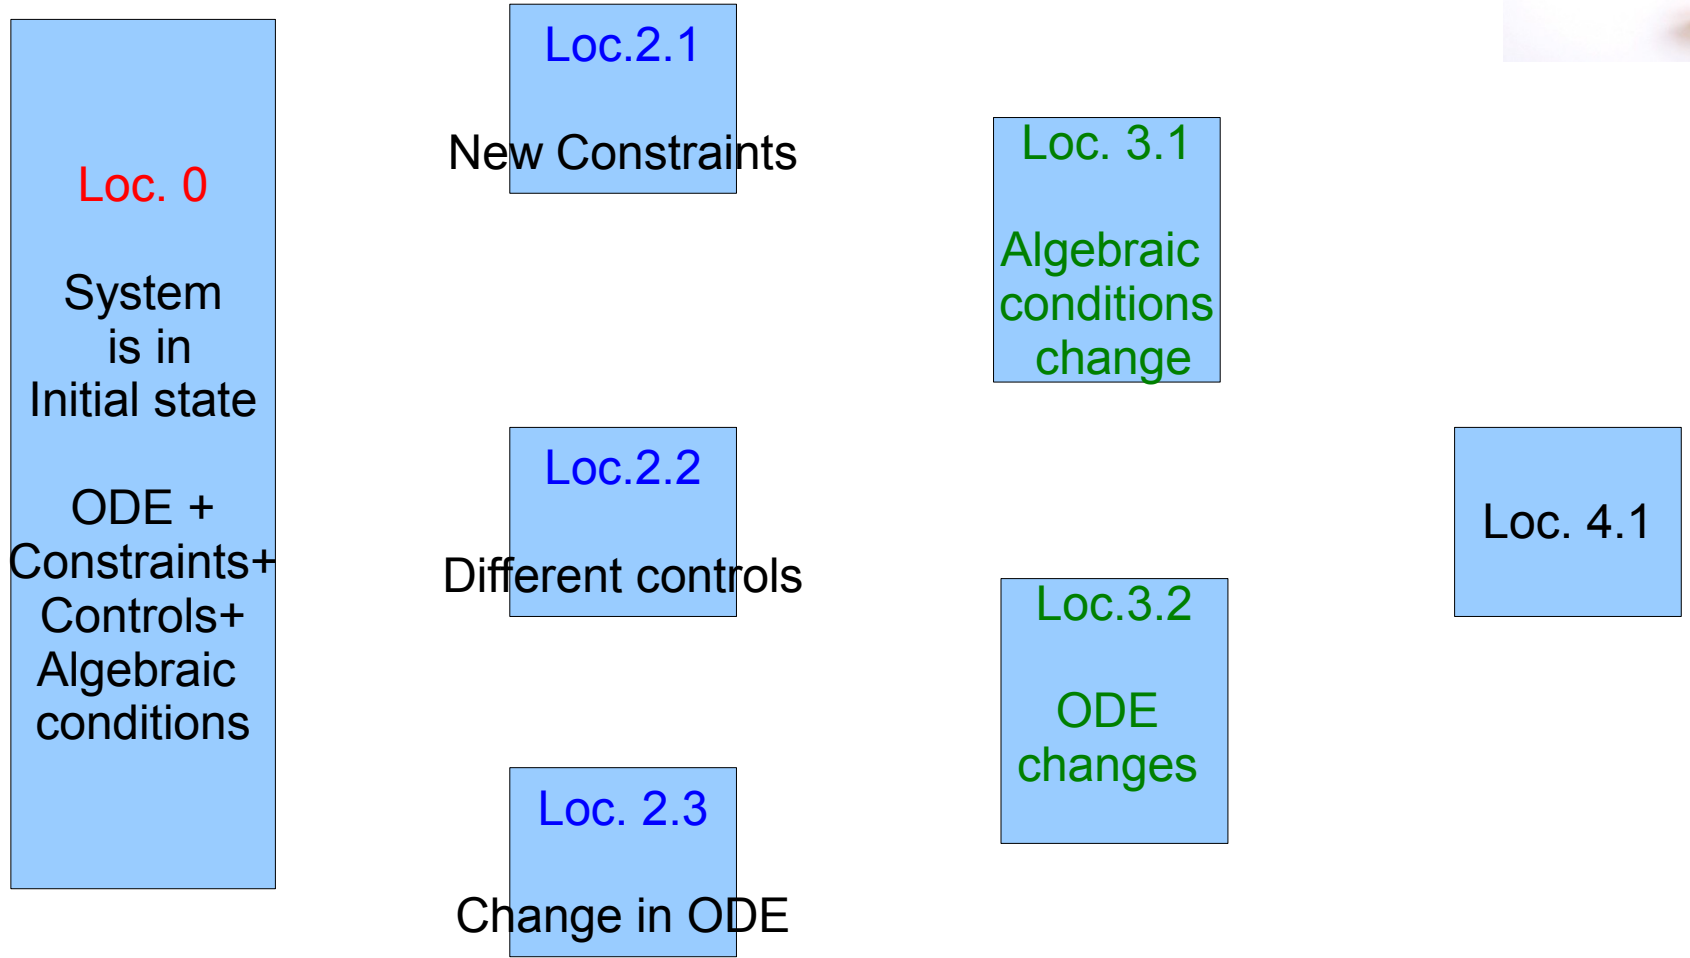 Loc. 0
System
is in
Initial state
ODE +
Constraints+
Controls+
Algebraic
conditions
Loc.2.1
New Constraints
Loc.2.2
Different controls
Loc. 2.3
Change in ODE
Loc. 3.1
Algebraic
conditions
change
Loc.3.2
ODE
changes
Loc. 4.1